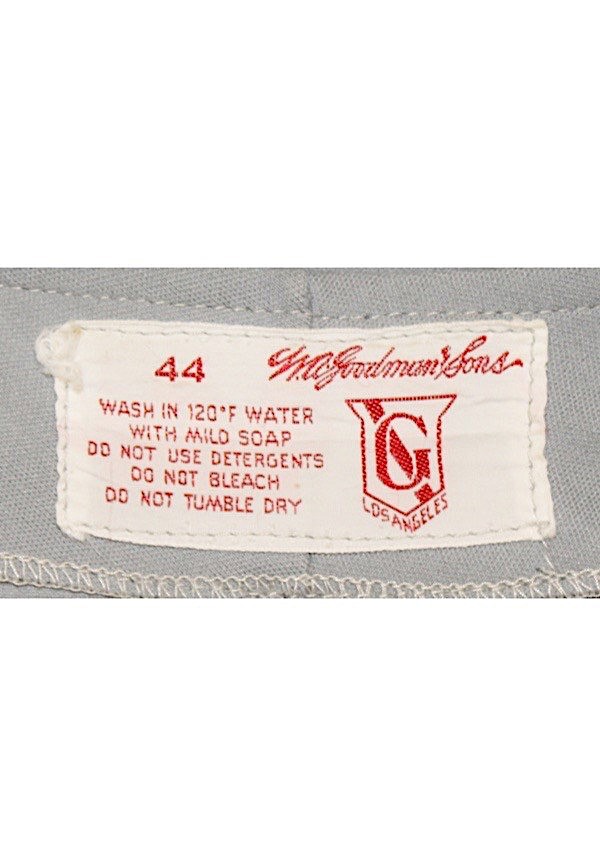 44
W.A. Goodman & Sons
WASH IN 120°F WATER
WITH MILD SOAP
DO NOT USE DETERGENTS
DO NOT BLEACH
DO NOT TUMBLE DRY
G
LOS ANGELES